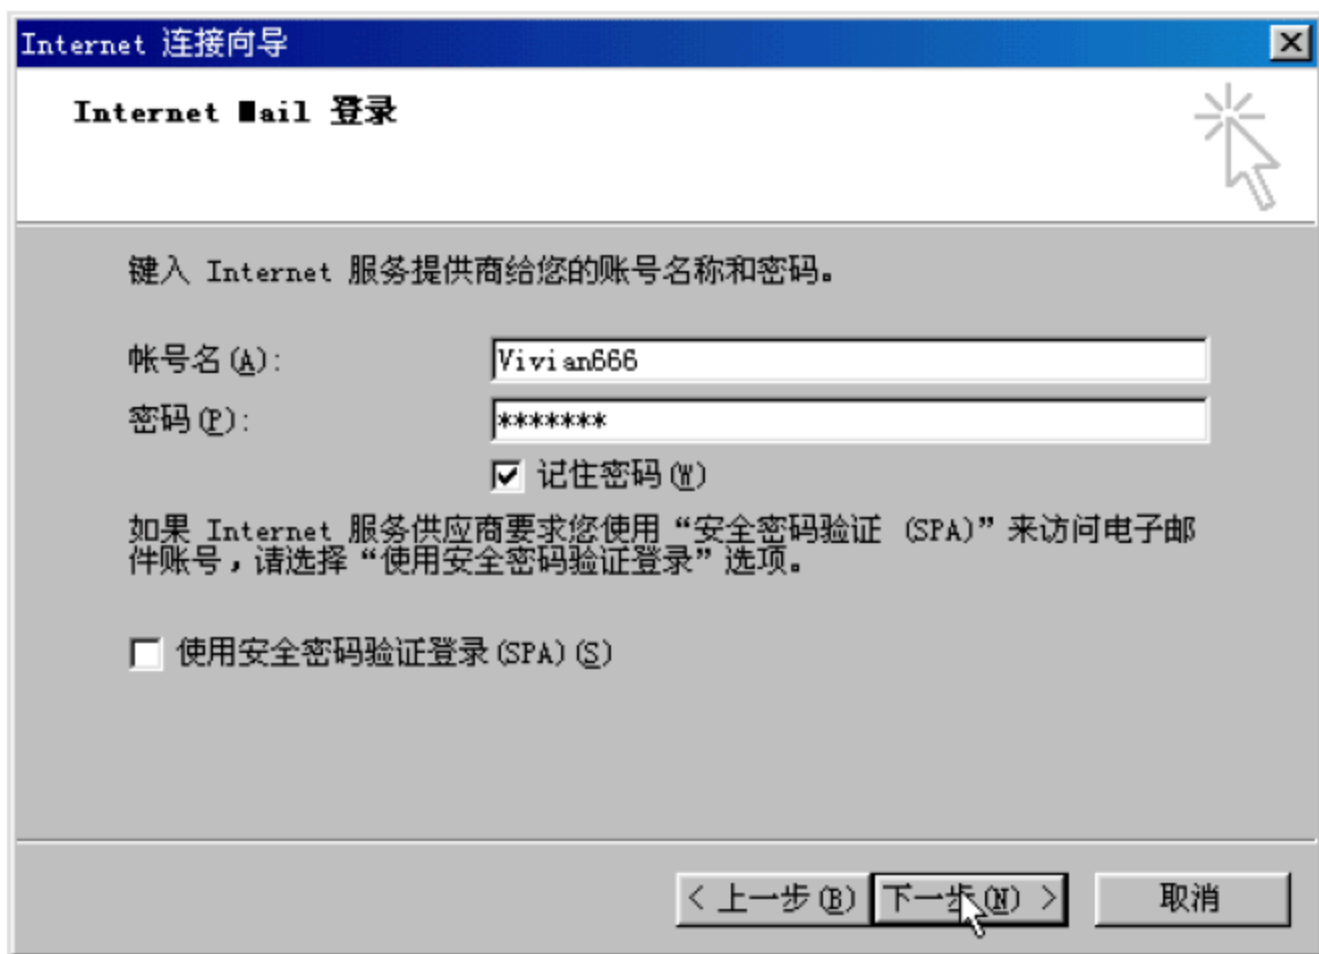 Internet 连接向导
Internet Mail 登录
键入 Internet 服务提供商给您的账号名称和密码。
帐号名(A):
Vivian666
密码(P):
*******
记住密码(W)
如果 Internet 服务供应商要求您使用“安全密码验证 (SPA)”来访问电子邮
件账号,请选择“使用安全密码验证登录”选项。
使用安全密码验证登录(SPA)(S)
< 上一步(B) 下一步(N) > 取消